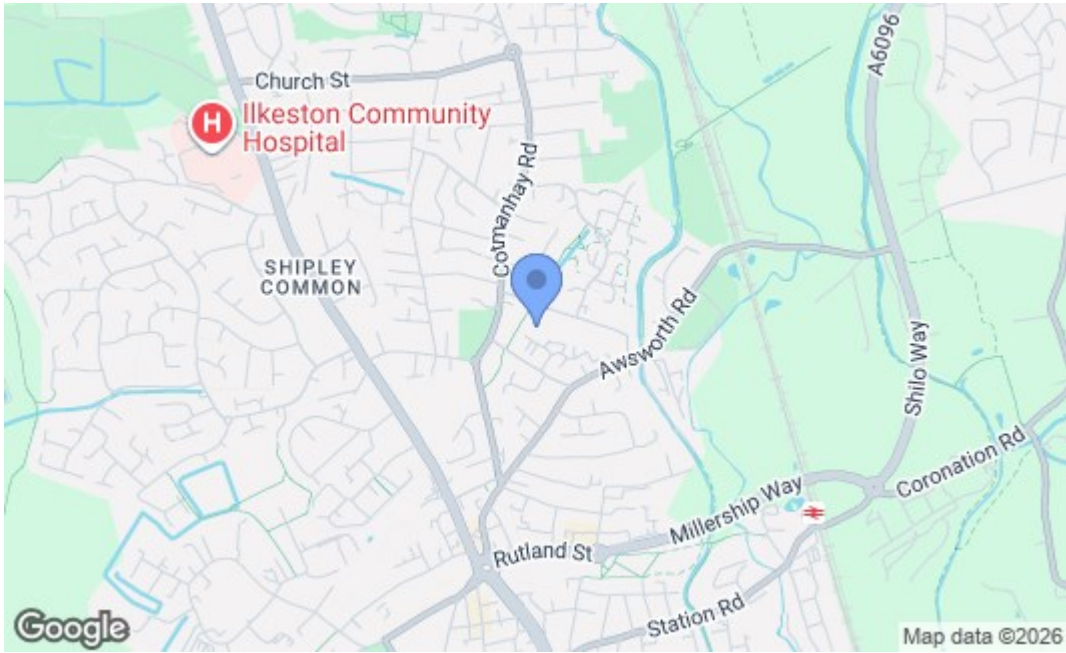 Church St
H
Ilkeston Community
Hospital
Cotmanhay Rd
A6096
SHIPLEY
COMMON
Awsworth Rd
Shilo Way
Coronation Rd
Millership Way
Rutland St
Station Rd
Google
Map data ©2026